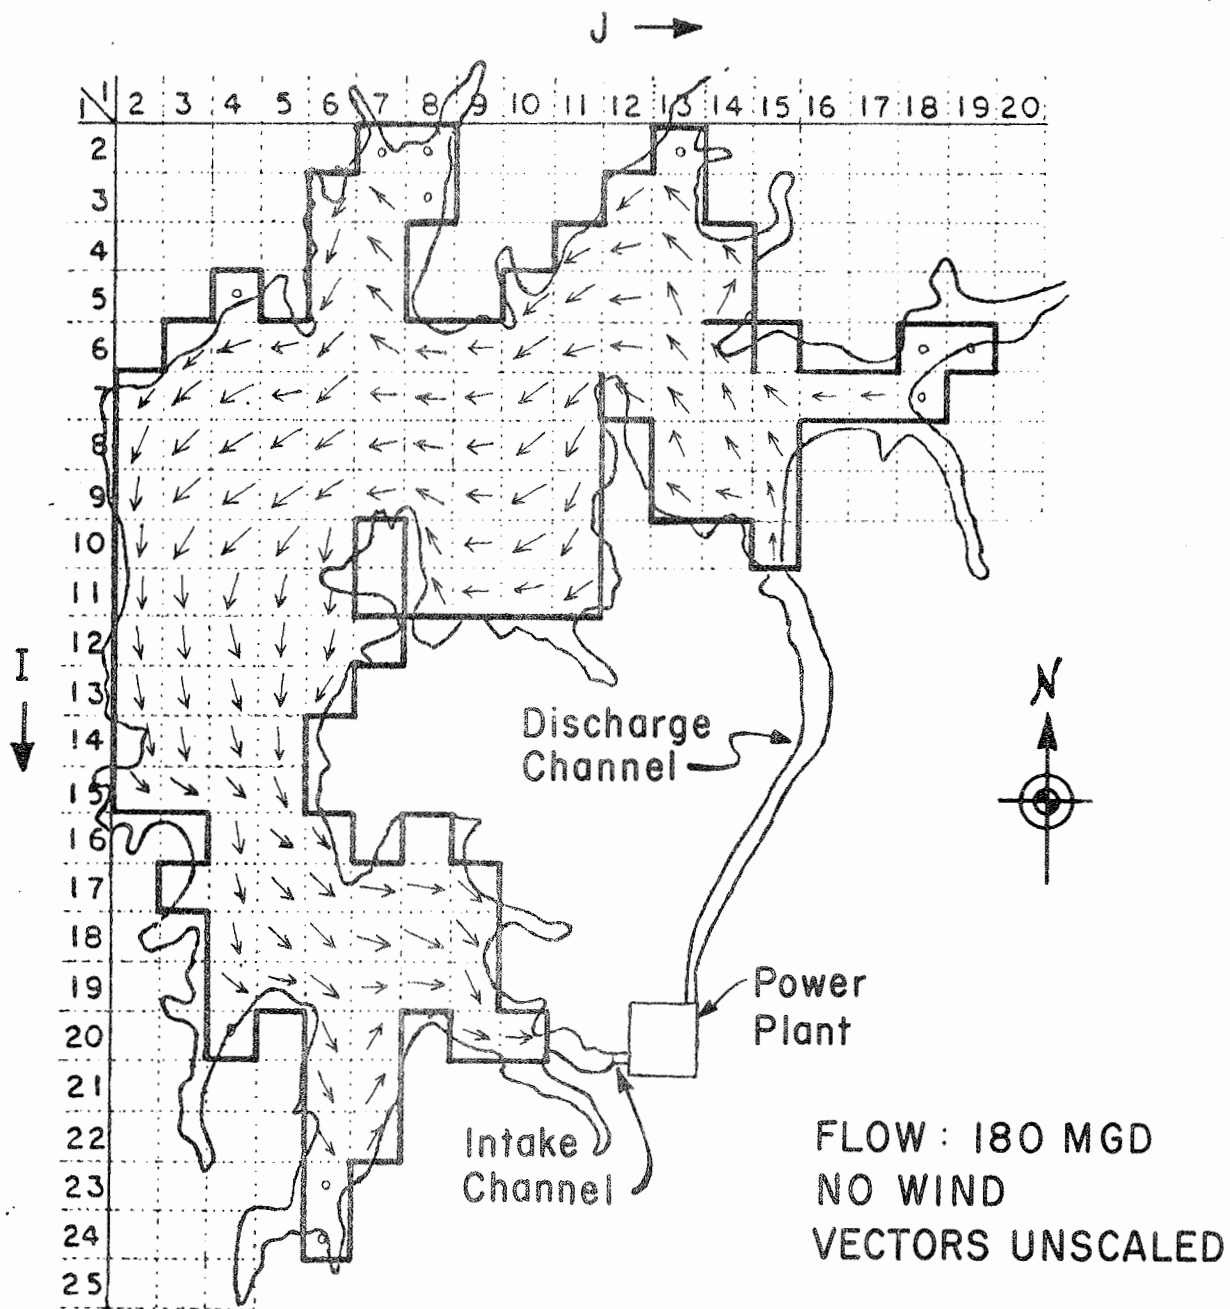 J
1
1 2 3 4 5 6 7 8 9 10 11 12 13 14 15 16 17 18 19 20
2
3
4
5
6
7
8
9
10
11
12
I
13
14
15
16
17
18
19
20
21
22
23
24
25
Discharge
Channel
N
Power
Plant
Intake
Channel
FLOW: 180 MGD
NO WIND
VECTORS UNSCALED